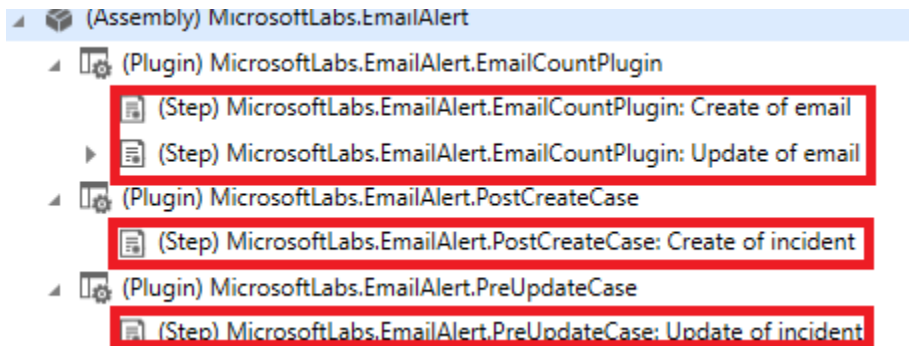 (Assembly) MicrosoftLabs.EmailAlert
(Plugin) MicrosoftLabs.EmailAlert.EmailCountPlugin
(Step) MicrosoftLabs.EmailAlert.EmailCountPlugin: Create of email
(Step) MicrosoftLabs.EmailAlert.EmailCountPlugin: Update of email
(Plugin) MicrosoftLabs.EmailAlert.PostCreateCase
(Step) MicrosoftLabs.EmailAlert.PostCreateCase: Create of incident
(Plugin) MicrosoftLabs.EmailAlert.PreUpdateCase
(Step) MicrosoftLabs.EmailAlert.PreUpdateCase: Update of incident